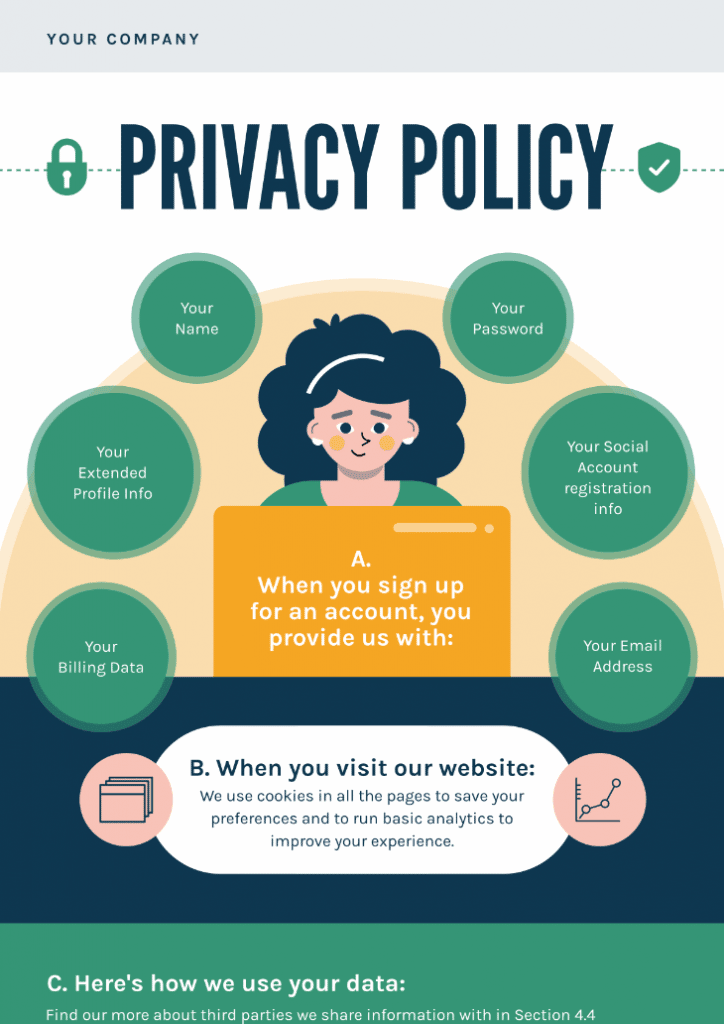 YOUR COMPANY
PRIVACY POLICY
Your
Name
Your
Password
Your
Extended
Profile Info
Your Social
Account
registration
info
Your
Billing Data
Your Email
Address
A.
When you sign up
for an account, you
provide us with:
B. When you visit our website:
We use cookies in all the pages to save your
preferences and to run basic analytics to
improve your experience.
C. Here's how we use your data:
Find our more about third parties we share information with in Section 4.4